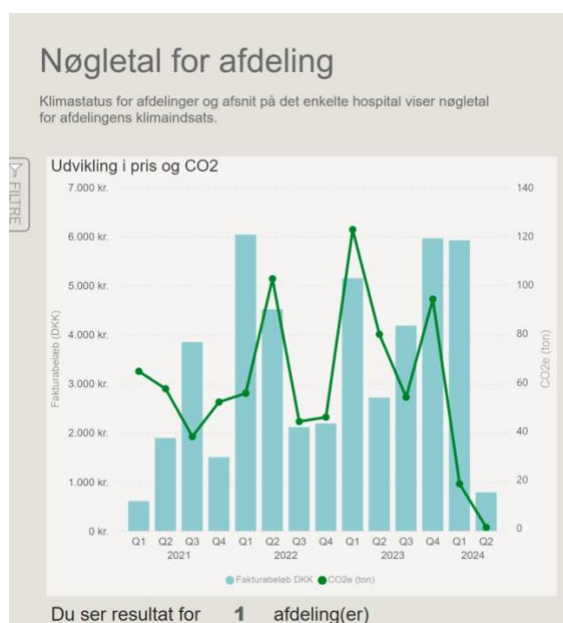 Nøgletal for afdeling
Klimastatus for afdelinger og afsnit på det enkelte hospital viser nøgletal
for afdelingens klimaindsats.
FILTRE
Udvikling i pris og CO2
7.000 kr.
6.000 kr.
5.000 kr.
4.000 kr.
3.000 kr.
2.000 kr.
1.000 kr.
0 kr.
Fakturabeløb (DKK)
140
120
100
80
60
40
20
0
CO2e (ton)
Q1 Q2 Q3 Q4 Q1 Q2 Q3 Q4 Q1 Q2 Q3 Q4 Q1 Q2
2021 2022 2023 2024
Fakturabeløb DKK CO2e (ton)
Du ser resultat for 1 afdeling(er)